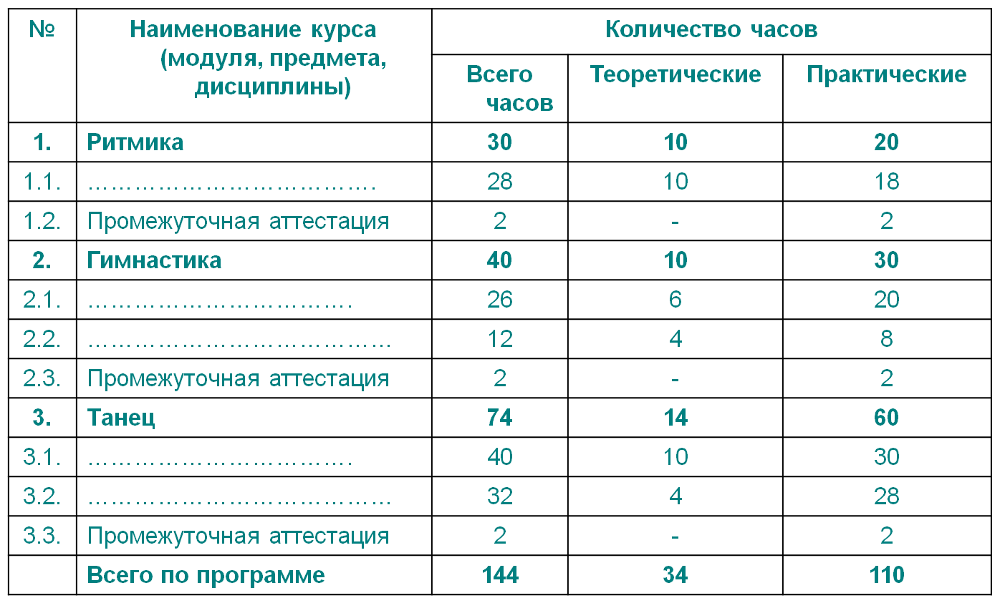 № Наименование курса Количество часов
(модуля, предмета,
дисциплины)
Всего Теоретические Практические
часов
1. Ритмика 30 10 20
1.1. ………………………………. 28 10 18
1.2. Промежуточная аттестация 2 - 2
2. Гимнастика 40 10 30
2.1. ……………………………. 26 6 20
2.2. ………………………………… 12 4 8
2.3. Промежуточная аттестация 2 - 2
3. Танец 74 14 60
3.1. ……………………………. 40 10 30
3.2. ………………………………… 32 4 28
3.3. Промежуточная аттестация 2 - 2
Всего по программе 144 34 110